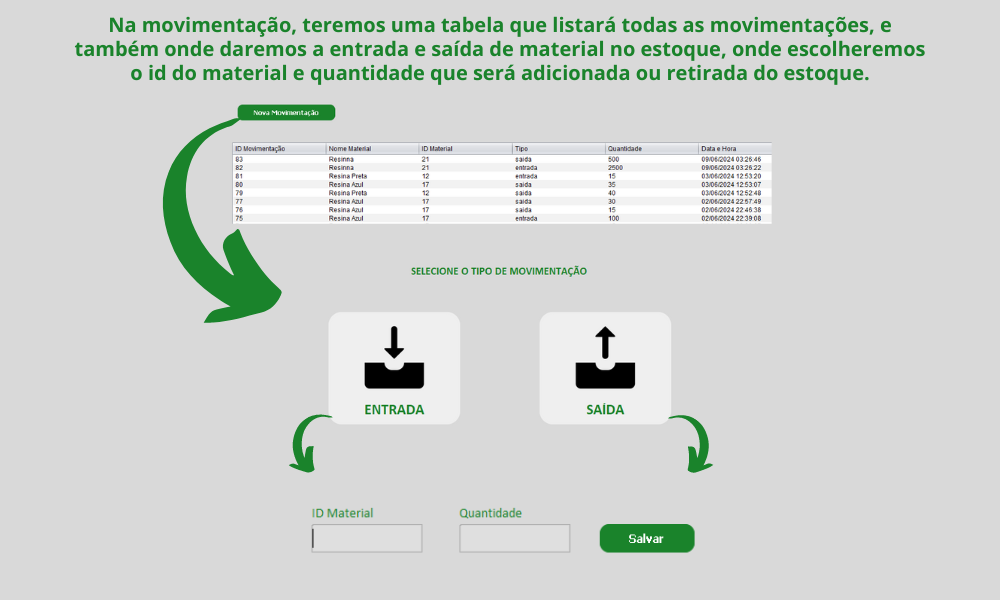 Na movimentação, teremos uma tabela que listará todas as movimentações, e
também onde daremos a entrada e saída de material no estoque, onde escolheremos
o id do material e quantidade que será adicionada ou retirada do estoque.
Nova Movimentação
ID Movimentação Nome Material ID Material Tipo Quantidade Data e Hora
83 Resinna 21 saida 500 09/06/2024 03:26:46
82 Resinna 21 entrada 2500 09/06/2024 03:26:22
81 Resina Preta 12 entrada 15 03/06/2024 12:53:20
80 Resina Azul 17 saida 35 03/06/2024 12:53:07
79 Resina Preta 12 saida 40 03/06/2024 12:52:48
77 Resina Azul 17 saida 30 02/06/2024 22:57:49
76 Resina Azul 17 saida 15 02/06/2024 22:46:38
75 Resina Azul 17 entrada 100 02/06/2024 22:39:08
SELECIONE O TIPO DE MOVIMENTAÇÃO
ENTRADA SAÍDA
ID Material Quantidade
Salvar